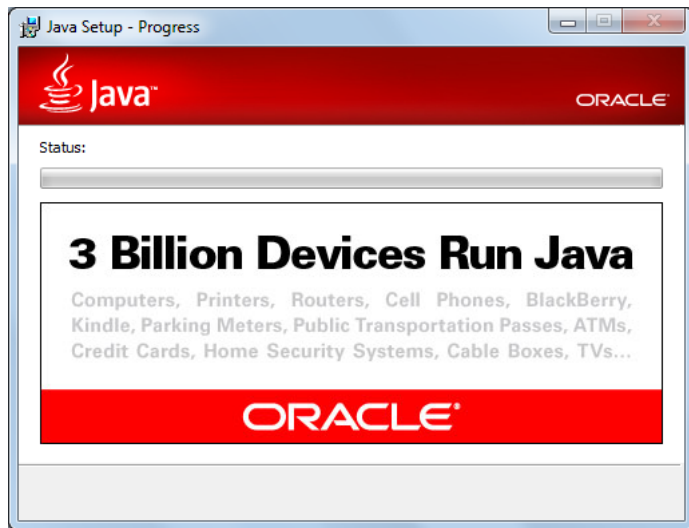 Java Setup - Progress
Java™
ORACLE®
Status:
3 Billion Devices Run Java
Computers, Printers, Routers, Cell Phones, BlackBerry,
Kindle, Parking Meters, Public Transportation Passes, ATMs,
Credit Cards, Home Security Systems, Cable Boxes, TVs...
ORACLE®